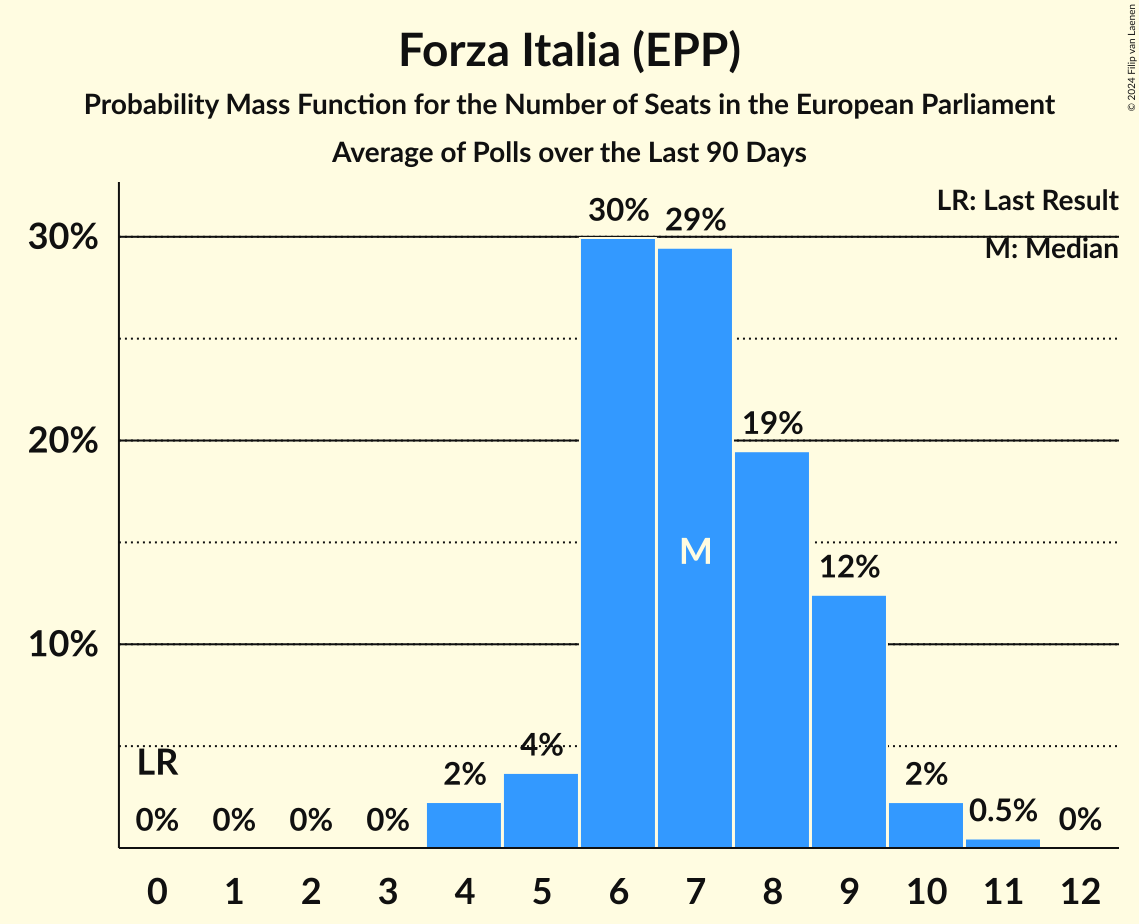 Forza Italia (EPP)
Probability Mass Function for the Number of Seats in the European Parliament
Average of Polls over the Last 90 Days
© 2024 Filip van Laenen
LR: Last Result
M: Median
30%
20%
10%
30%
29%
19%
M
12%
LR
4%
2%
2%
0%
0%
0%
0%
0.5%
0%
0 1 2 3 4 5 6 7 8 9 10 11 12